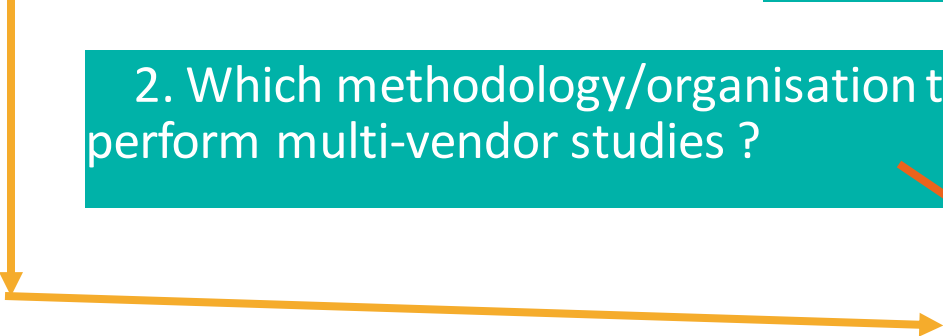 2. Which methodology/organisation t
perform multi-vendor studies ?